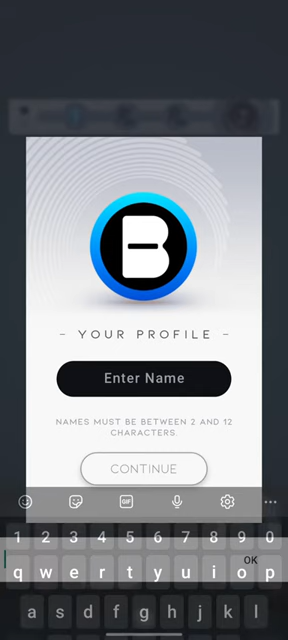 B
– YOUR PROFILE –
Enter Name
NAMES MUST BE BETWEEN 2 AND 12
CHARACTERS.
CONTINUE
GIF
1 2 3 4 5 6 7 8 9 0
OK
q w e r t y u i o p
a s d f g h j k l